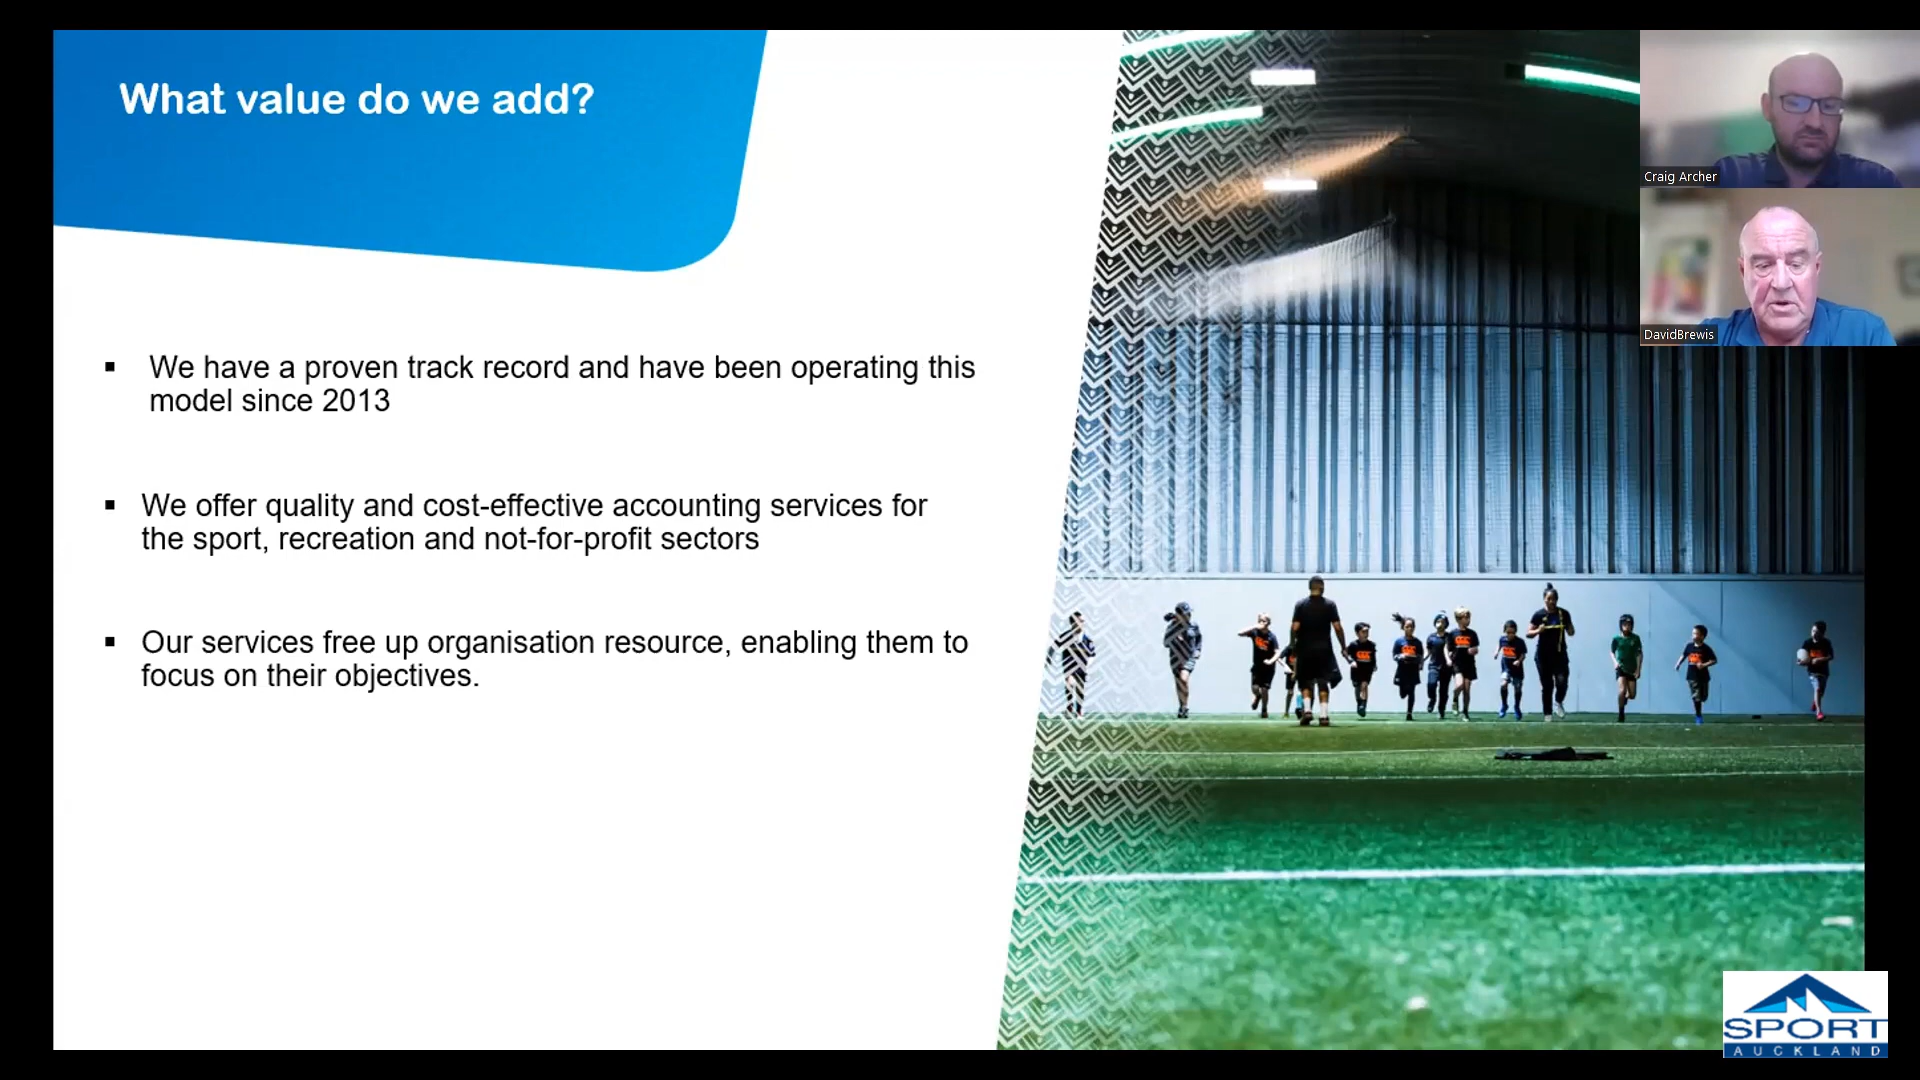 What value do we add?
▪ We have a proven track record and have been operating this
model since 2013
▪ We offer quality and cost-effective accounting services for
the sport, recreation and not-for-profit sectors
▪ Our services free up organisation resource, enabling them to
focus on their objectives.
Craig Archer
DavidBrewis
SPORT
AUCKLAND